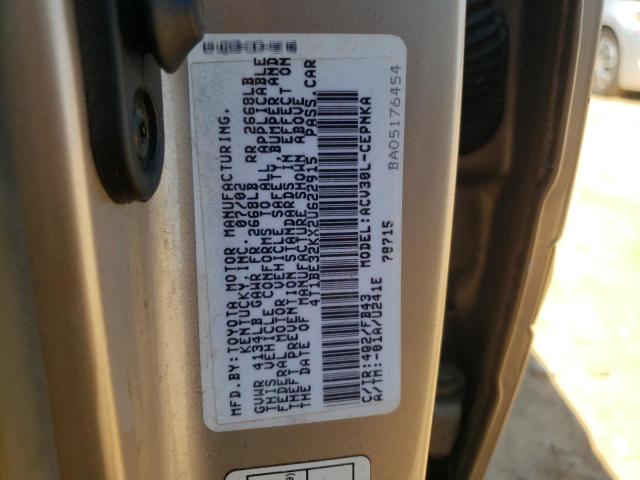 MFD.BY:TOYOTA MOTOR MANUFACTURING,
KENTUCKY,INC. 07/02
GVWR 4134LB GAWR FR 2668LB RR 2668LB
THIS VEHICLE CONFORMS TO ALL APPLICABLE
FEDERAL MOTOR VEHICLE SAFETY, BUMPER AND
THEFT PREVENTION STANDARDS IN EFFECT ON
THE DATE OF MANUFACTURE SHOWN ABOVE
4T1BE32KX2U622915 PASS.CAR
C/TR:4Q2/FB43 MODEL:ACV30L-CEPNKA
A/TM:-01A/U241E 78715
BA05176454